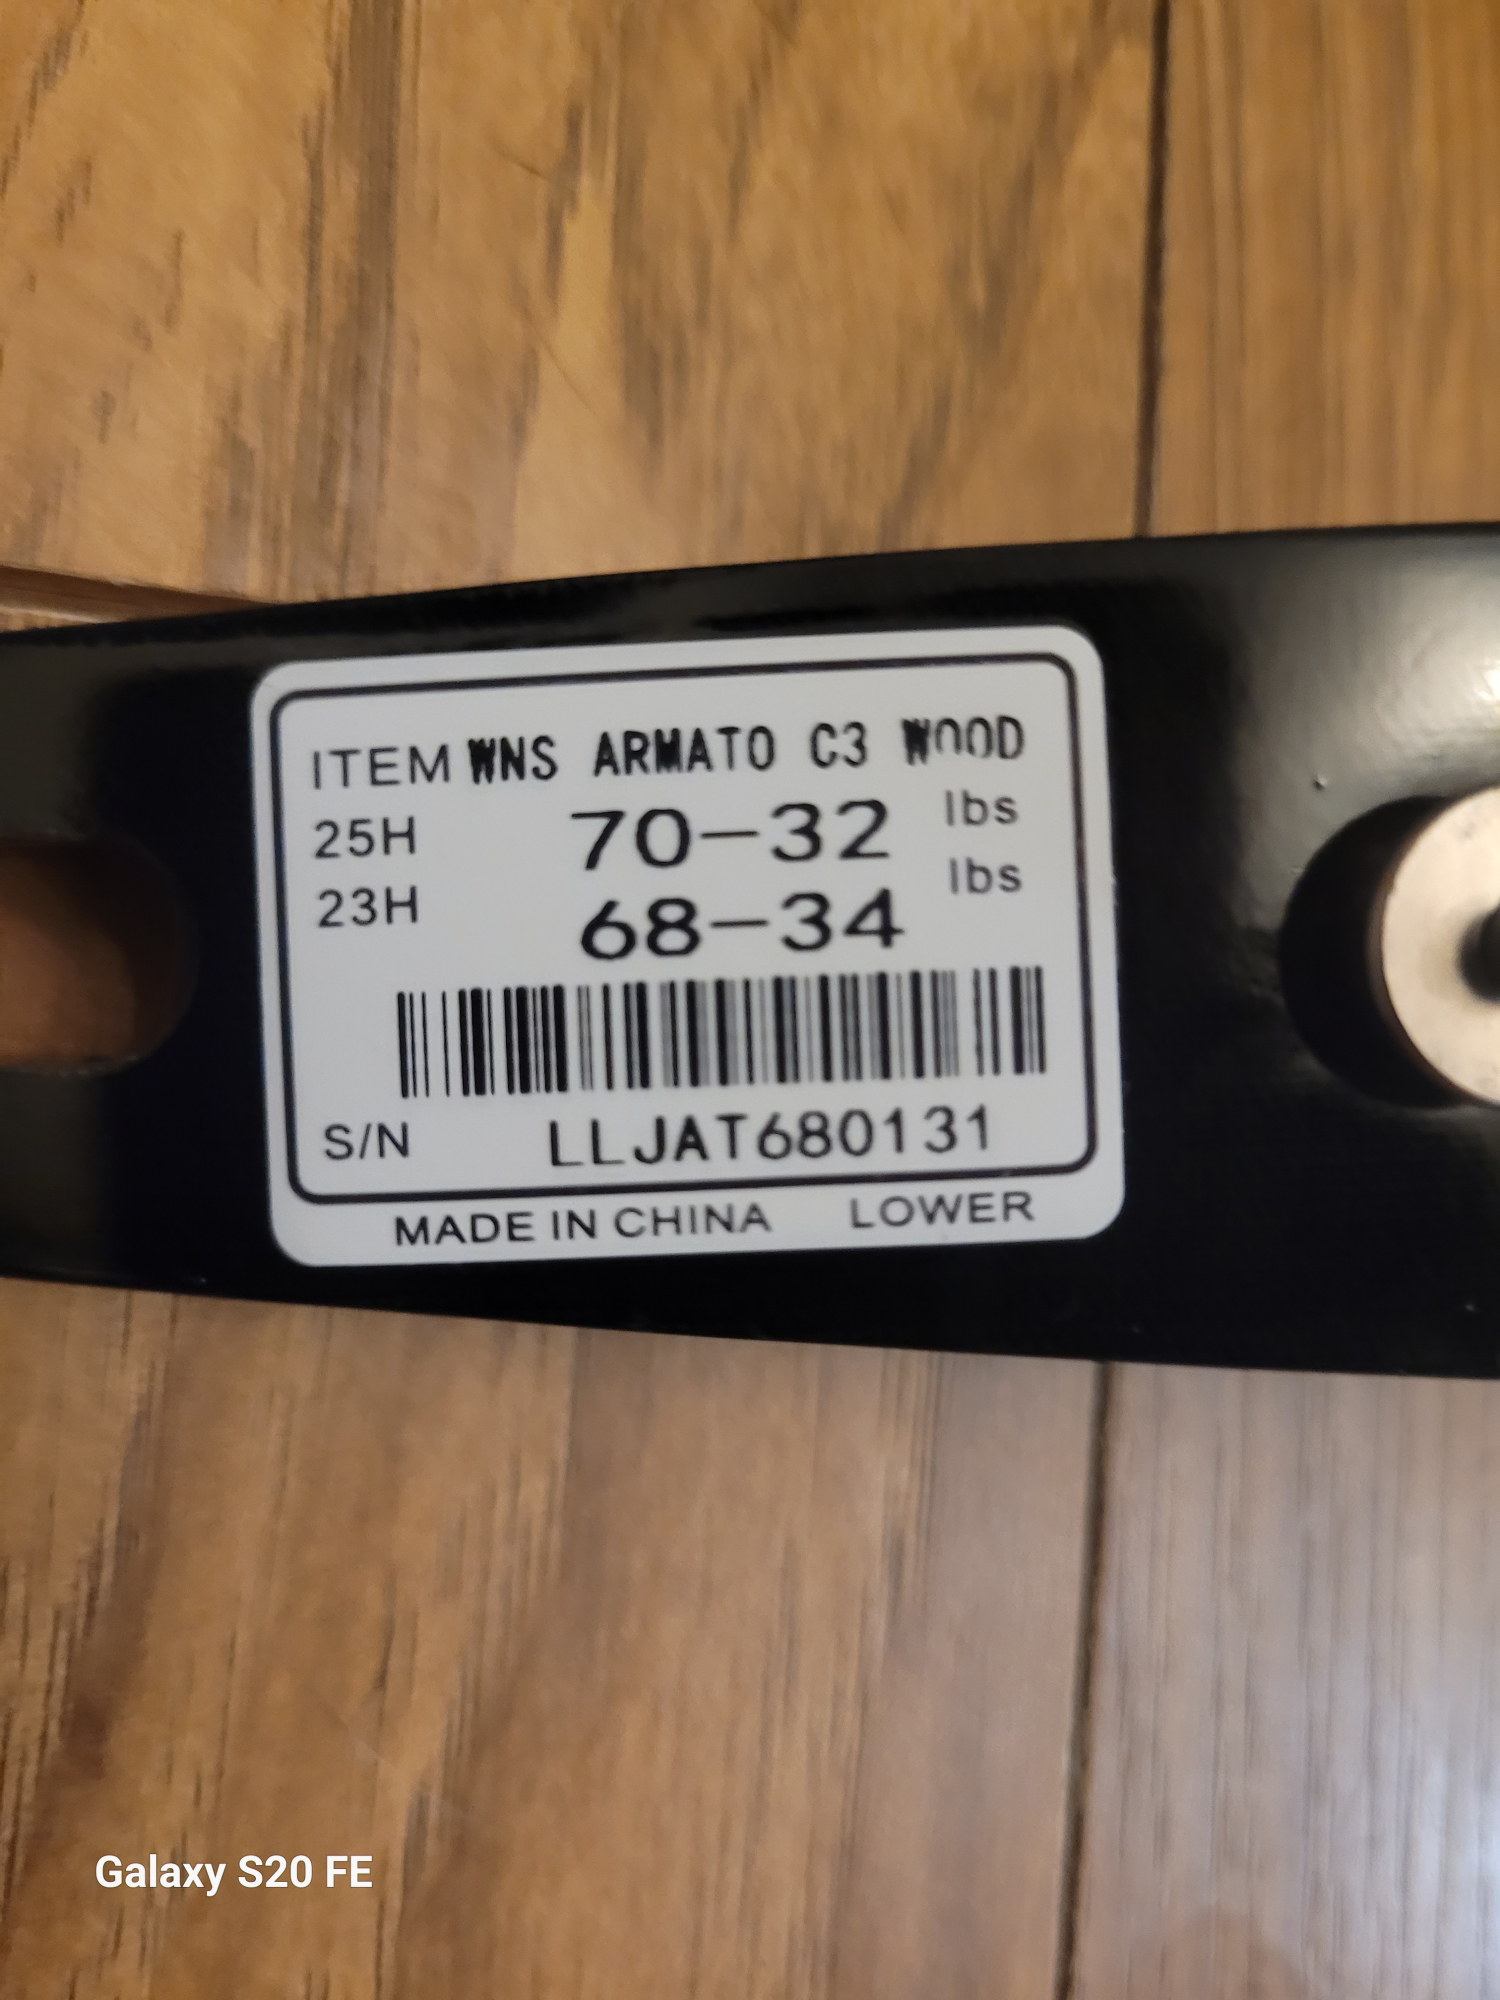 ITEM WNS ARMATO C3 WOOD
25H 70-32 lbs
23H 68-34 lbs
S/N LLJAT680131
MADE IN CHINA LOWER
Galaxy S20 FE